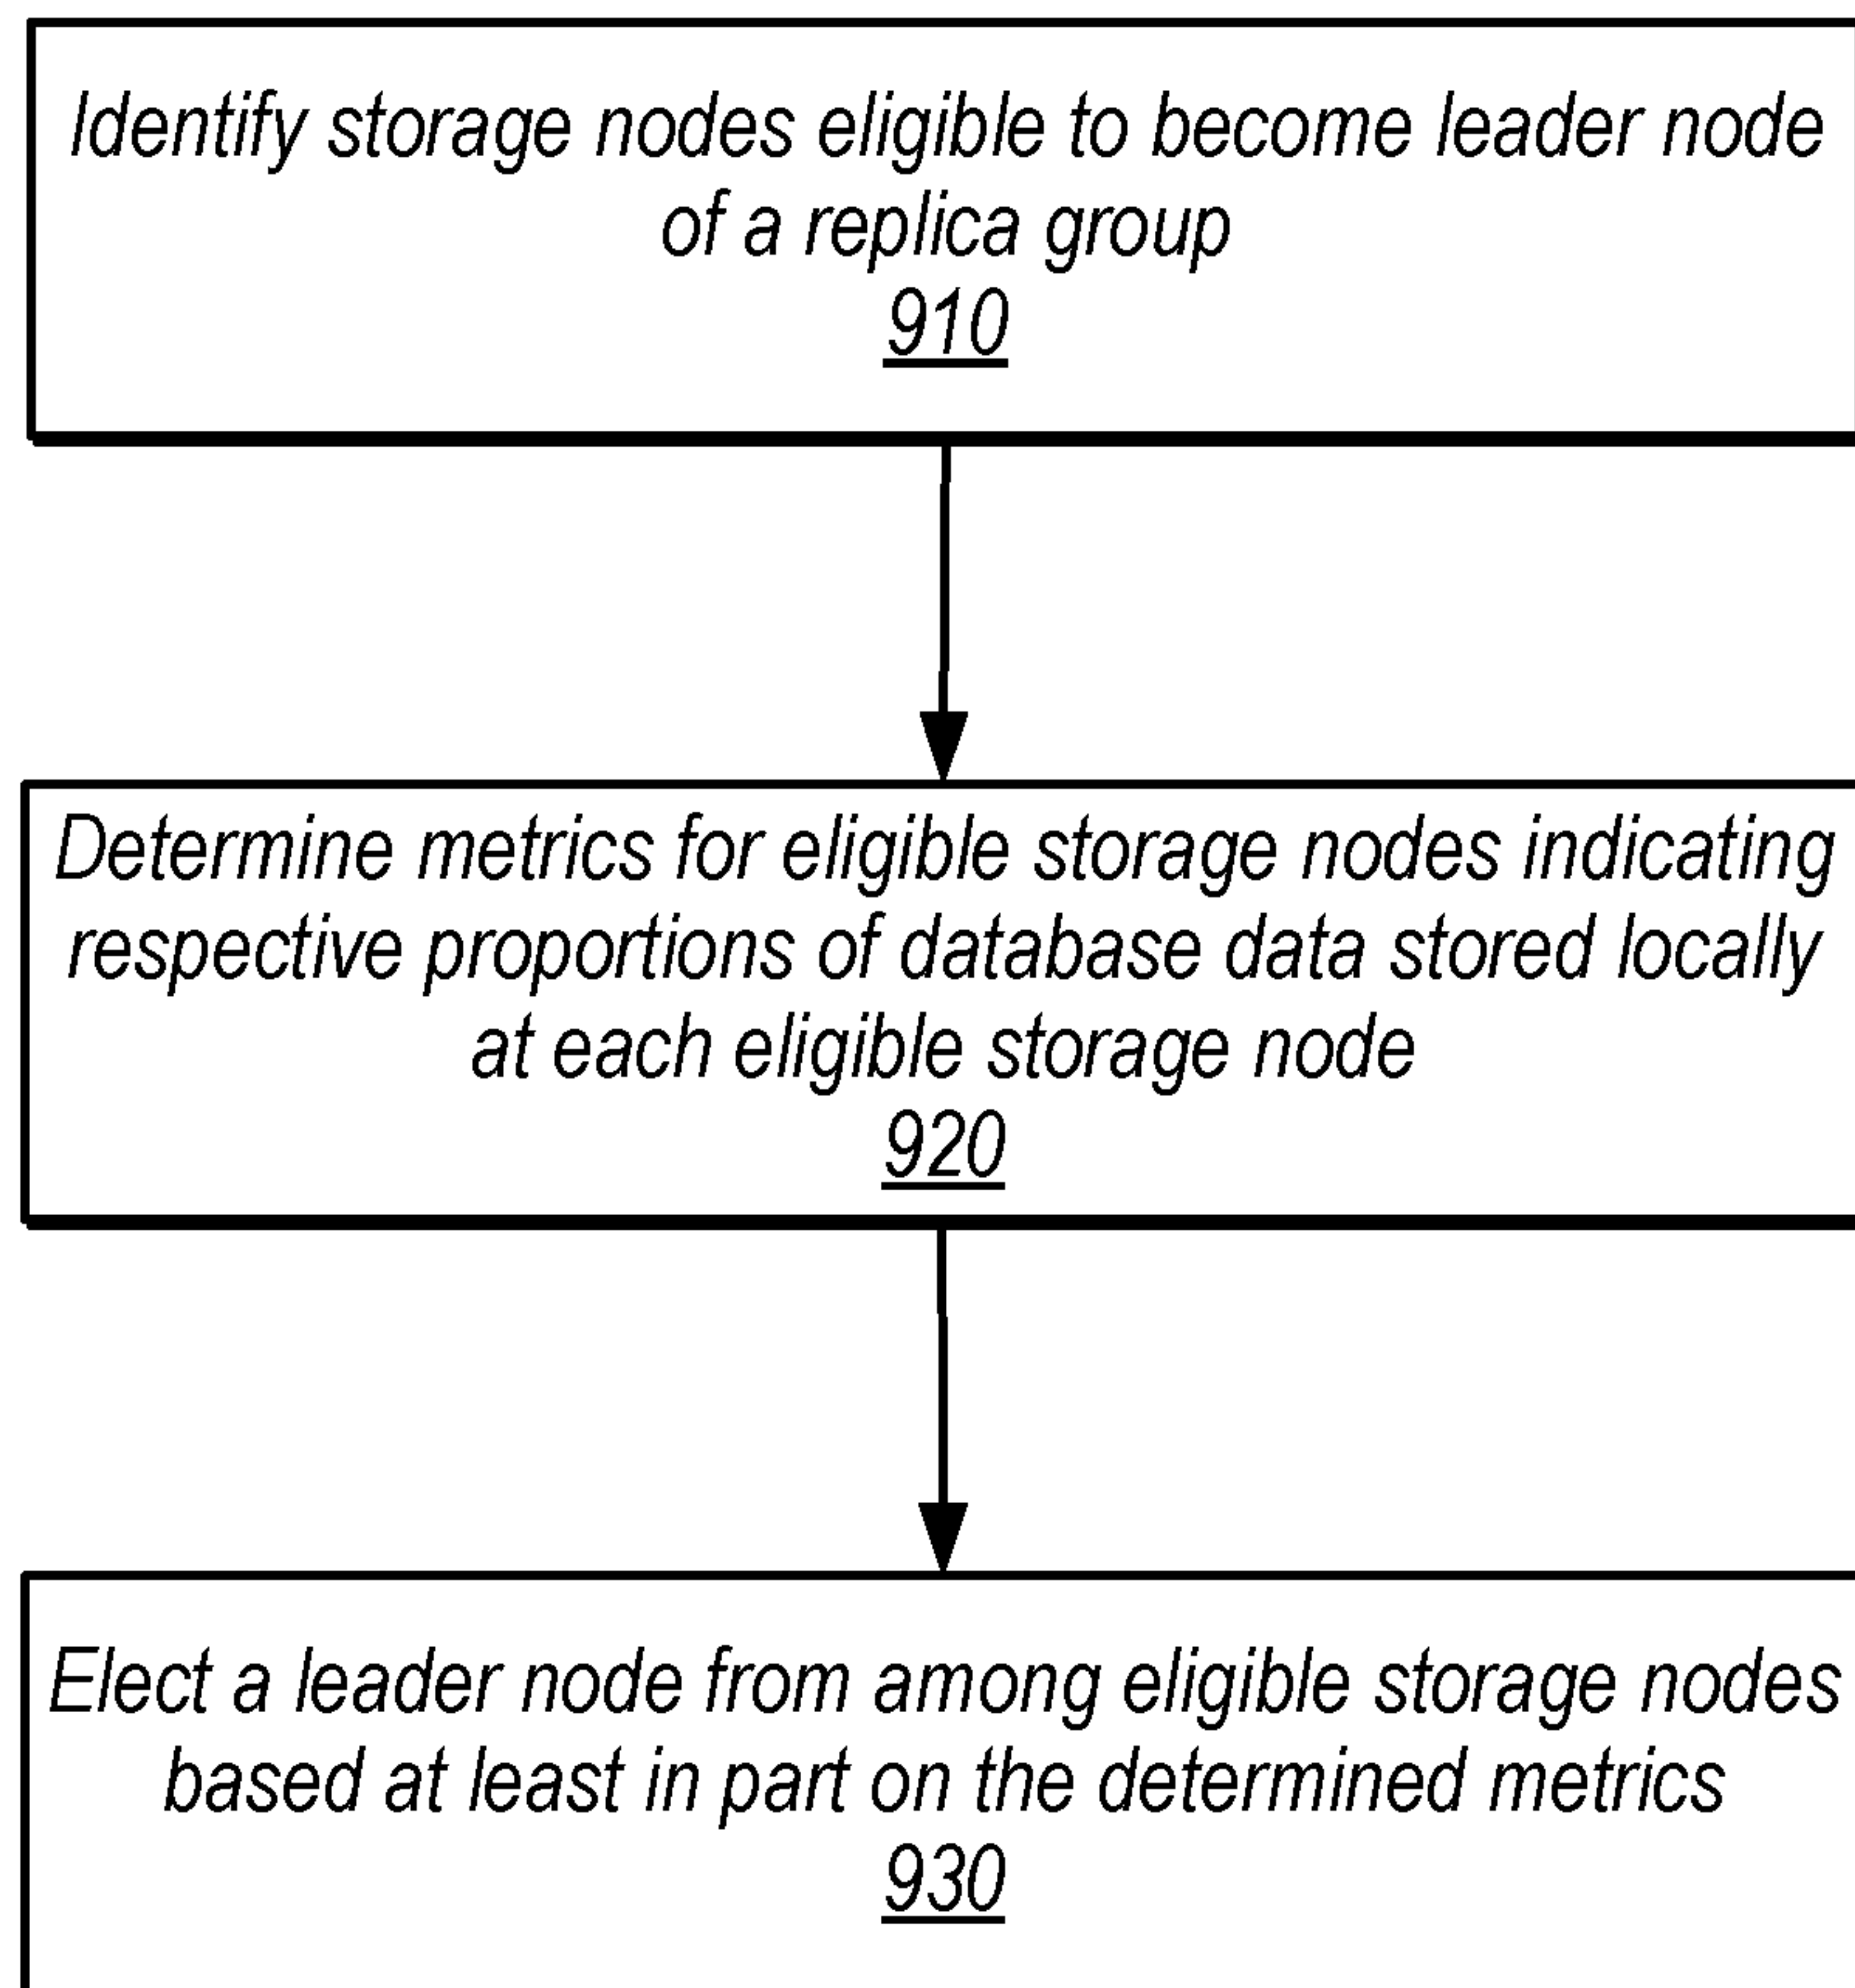 Identify storage nodes eligible to become leader node
of a replica group
910
Determine metrics for eligible storage nodes indicating
respective proportions of database data stored locally
at each eligible storage node
920
Elect a leader node from among eligible storage nodes
based at least in part on the determined metrics
930